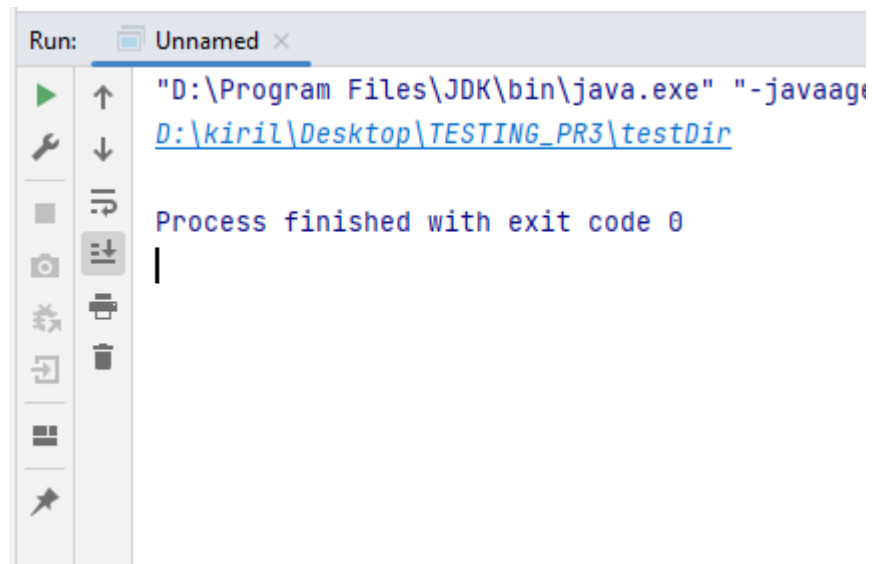 Run: Unnamed
"D:\Program Files\JDK\bin\java.exe" "-javaage
D:\kiril\Desktop\TESTING_PR3\testDir
Process finished with exit code 0